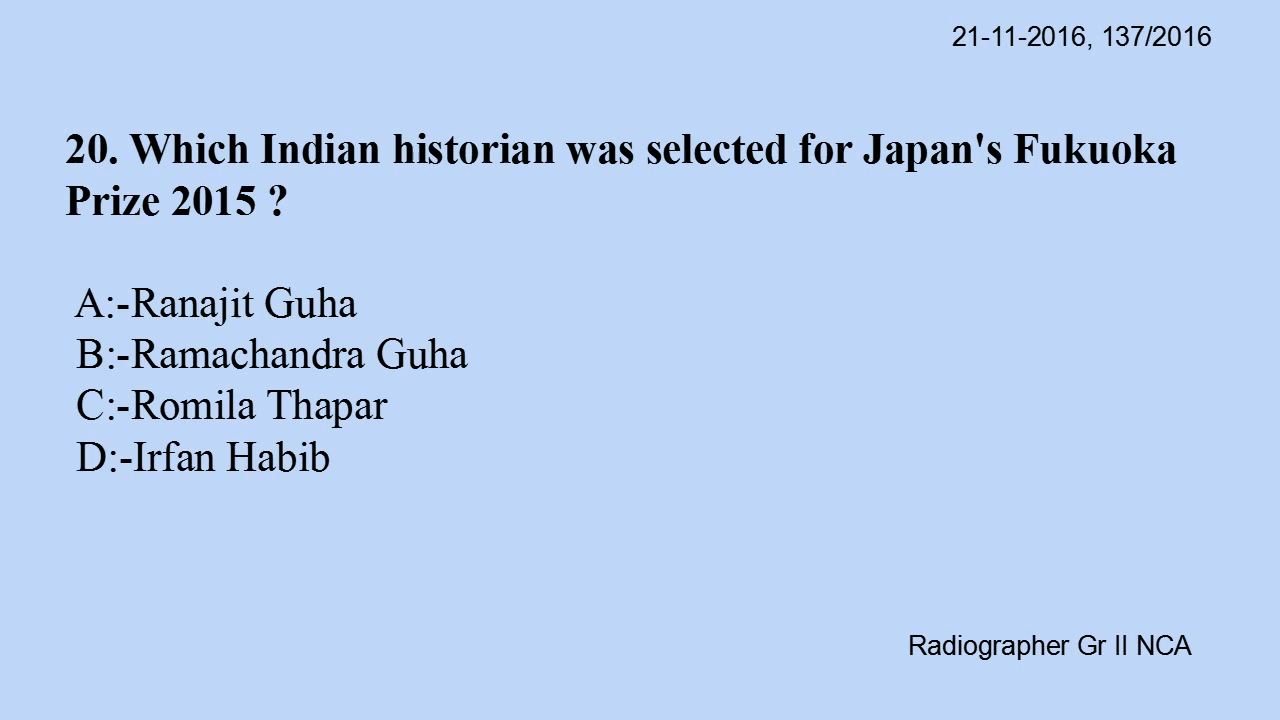 21-11-2016, 137/2016
20. Which Indian historian was selected for Japan's Fukuoka
Prize 2015 ?
A:-Ranajit Guha
B:-Ramachandra Guha
C:-Romila Thapar
D:-Irfan Habib
Radiographer Gr II NCA